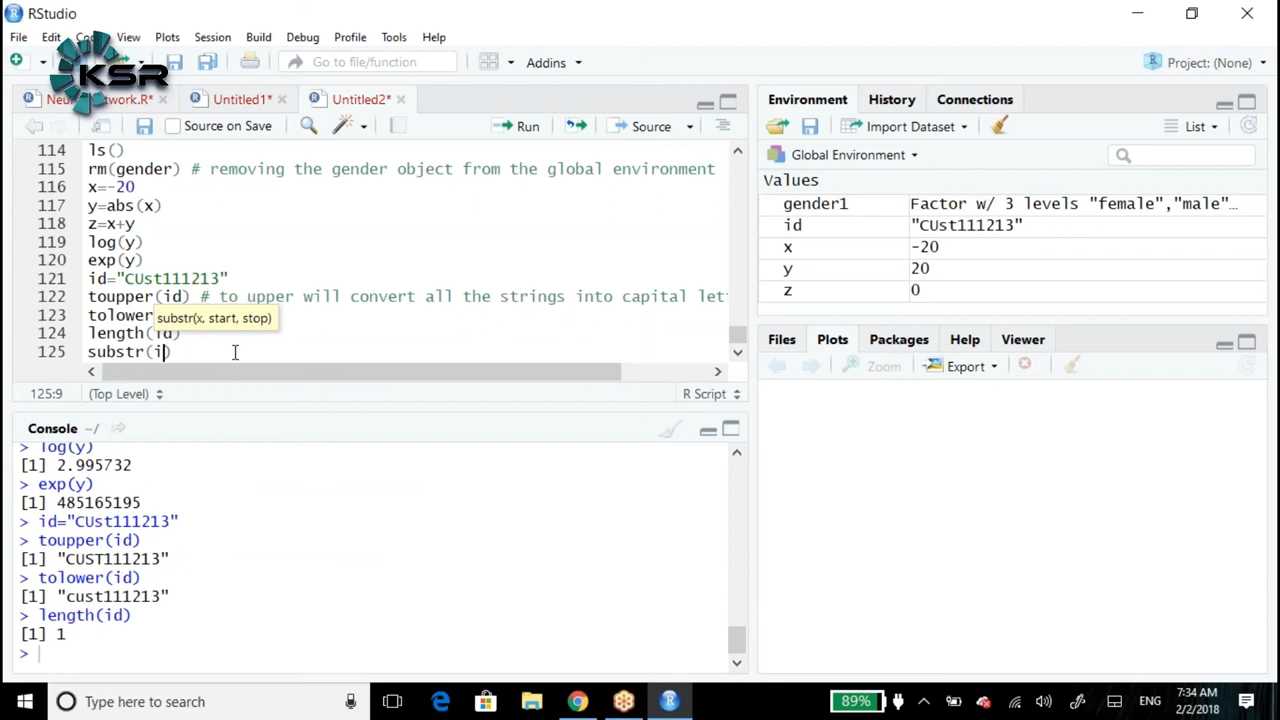 RStudio
File Edit Code View Plots Session Build Debug Profile Tools Help
KSR
Go to file/function
Addins
Project: (None)
Untitled1*
Untitled2*
Source on Save
Run
Source
114 ls()
115 rm(gender) # removing the gender object from the global environment
116 x=-20
117 y=abs(x)
118 z=x+y
119 log(y)
120 exp(y)
121 id="CUst111213"
122 toupper(id) # to upper will convert all the strings into capital let
123 tolower
substr(x, start, stop)
124 length(id)
125 substr(i)
125:9 (Top Level) R Script
Console ~/
> log(y)
[1] 2.995732
> exp(y)
[1] 485165195
> id="CUst111213"
> toupper(id)
[1] "CUST111213"
> tolower(id)
[1] "cust111213"
> length(id)
[1] 1
>
Environment History Connections
Import Dataset
List
Global Environment
Values
gender1 Factor w/ 3 levels "female","male"…
id "CUst111213"
x -20
y 20
z 0
Files Plots Packages Help Viewer
Zoom Export
Type here to search
89%
ENG
7:34 AM
2/2/2018